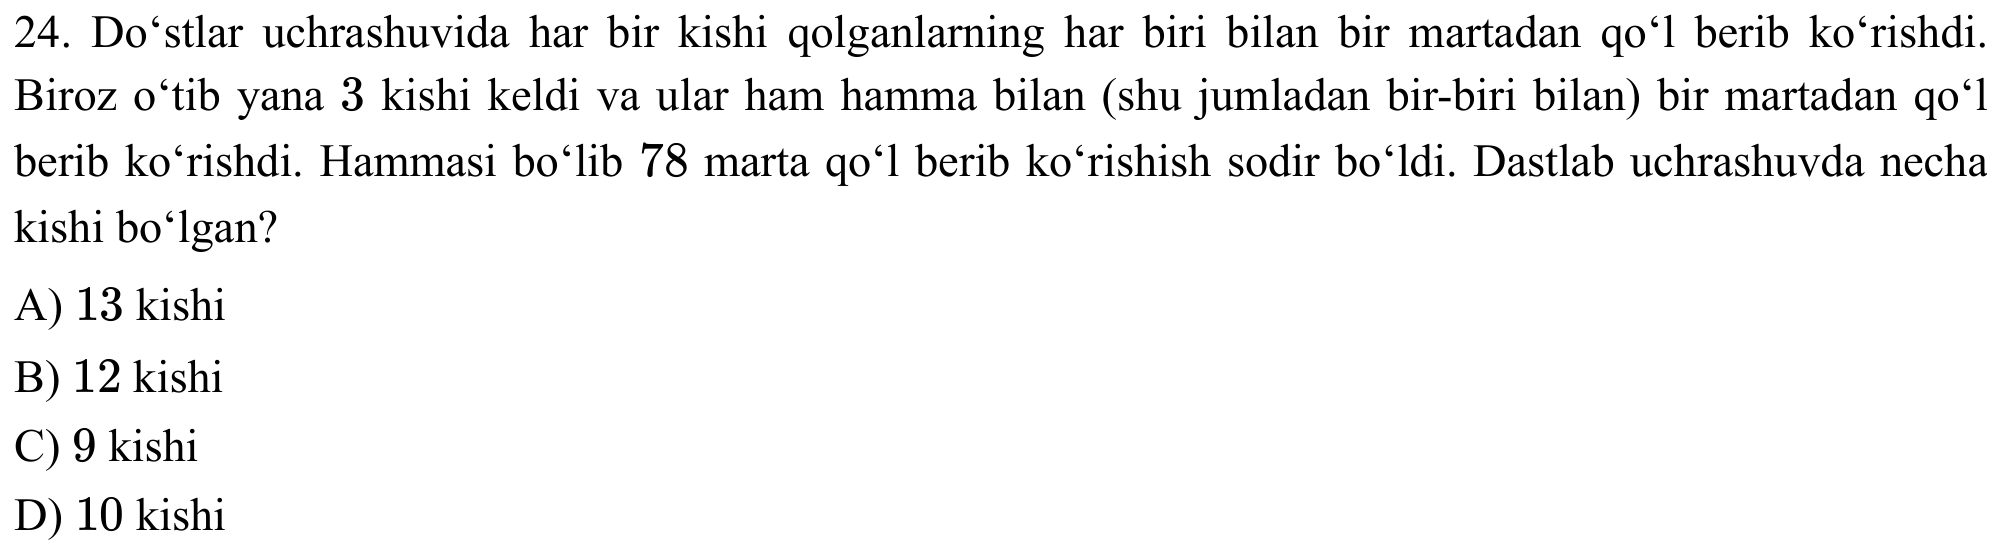 24. Do‘stlar uchrashuvida har bir kishi qolganlarning har biri bilan bir martadan qo‘l berib ko‘rishdi.
Biroz o‘tib yana 3 kishi keldi va ular ham hamma bilan (shu jumladan bir-biri bilan) bir martadan qo‘l
berib ko‘rishdi. Hammasi bo‘lib 78 marta qo‘l berib ko‘rishish sodir bo‘ldi. Dastlab uchrashuvda necha
kishi bo‘lgan?
A) 13 kishi
B) 12 kishi
C) 9 kishi
D) 10 kishi